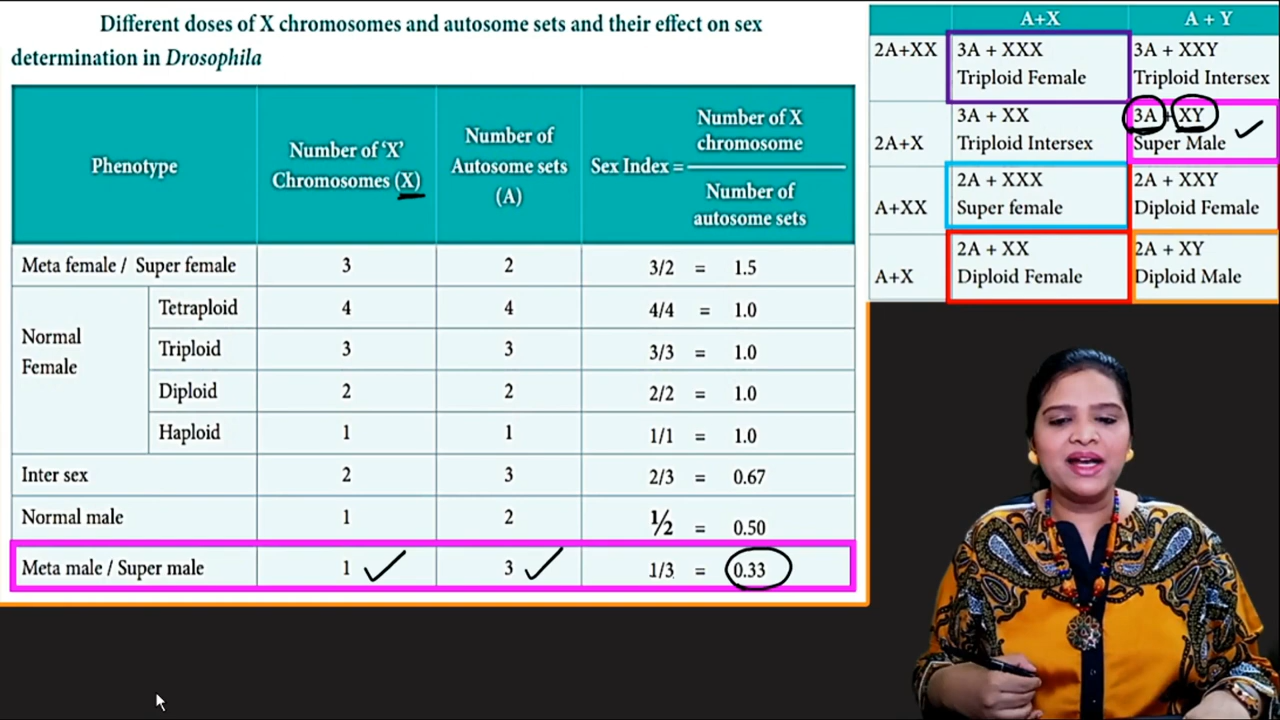 Different doses of X chromosomes and autosome sets and their effect on sex
determination in Drosophila
Phenotype
Number of 'X'
Chromosomes (X)
Number of
Autosome sets
(A)
Sex Index =
Number of X
chromosome
Number of
autosome sets
Meta female / Super female 3 2 3/2 = 1.5
Normal
Female
Tetraploid 4 4 4/4 = 1.0
Triploid 3 3 3/3 = 1.0
Diploid 2 2 2/2 = 1.0
Haploid 1 1 1/1 = 1.0
Inter sex 2 3 2/3 = 0.67
Normal male 1 2 ½ = 0.50
Meta male / Super male 1 3 1/3 = 0.33
A+X A + Y
2A+XX
3A + XXX
Triploid Female
3A + XXY
Triploid Intersex
2A+X
3A + XX
Triploid Intersex
3A + XY
Super Male
A+XX
2A + XXX
Super female
2A + XXY
Diploid Female
A+X
2A + XX
Diploid Female
2A + XY
Diploid Male